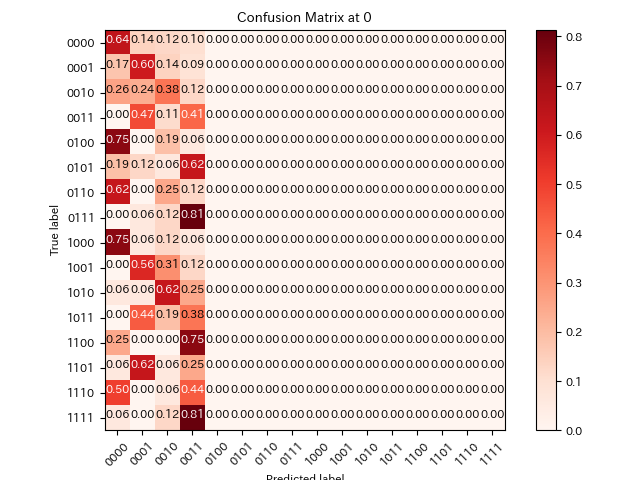 Confusion Matrix at 0
True label
0000 0.64 0.14 0.12 0.10 0.00 0.00 0.00 0.00 0.00 0.00 0.00 0.00 0.00 0.00 0.00 0.00
0001 0.17 0.60 0.14 0.09 0.00 0.00 0.00 0.00 0.00 0.00 0.00 0.00 0.00 0.00 0.00 0.00
0010 0.26 0.24 0.38 0.12 0.00 0.00 0.00 0.00 0.00 0.00 0.00 0.00 0.00 0.00 0.00 0.00
0011 0.00 0.47 0.11 0.41 0.00 0.00 0.00 0.00 0.00 0.00 0.00 0.00 0.00 0.00 0.00 0.00
0100 0.75 0.00 0.19 0.06 0.00 0.00 0.00 0.00 0.00 0.00 0.00 0.00 0.00 0.00 0.00 0.00
0101 0.19 0.12 0.06 0.62 0.00 0.00 0.00 0.00 0.00 0.00 0.00 0.00 0.00 0.00 0.00 0.00
0110 0.62 0.00 0.25 0.12 0.00 0.00 0.00 0.00 0.00 0.00 0.00 0.00 0.00 0.00 0.00 0.00
0111 0.00 0.06 0.12 0.81 0.00 0.00 0.00 0.00 0.00 0.00 0.00 0.00 0.00 0.00 0.00 0.00
1000 0.75 0.06 0.12 0.06 0.00 0.00 0.00 0.00 0.00 0.00 0.00 0.00 0.00 0.00 0.00 0.00
1001 0.00 0.56 0.31 0.12 0.00 0.00 0.00 0.00 0.00 0.00 0.00 0.00 0.00 0.00 0.00 0.00
1010 0.06 0.06 0.62 0.25 0.00 0.00 0.00 0.00 0.00 0.00 0.00 0.00 0.00 0.00 0.00 0.00
1011 0.00 0.44 0.19 0.38 0.00 0.00 0.00 0.00 0.00 0.00 0.00 0.00 0.00 0.00 0.00 0.00
1100 0.25 0.00 0.00 0.75 0.00 0.00 0.00 0.00 0.00 0.00 0.00 0.00 0.00 0.00 0.00 0.00
1101 0.06 0.62 0.06 0.25 0.00 0.00 0.00 0.00 0.00 0.00 0.00 0.00 0.00 0.00 0.00 0.00
1110 0.50 0.00 0.06 0.44 0.00 0.00 0.00 0.00 0.00 0.00 0.00 0.00 0.00 0.00 0.00 0.00
1111 0.06 0.00 0.12 0.81 0.00 0.00 0.00 0.00 0.00 0.00 0.00 0.00 0.00 0.00 0.00 0.00
0000 0001 0010 0011 0100 0101 0110 0111 1000 1001 1010 1011 1100 1101 1110 1111
Predicted label
0.8
0.7
0.6
0.5
0.4
0.3
0.2
0.1
0.0